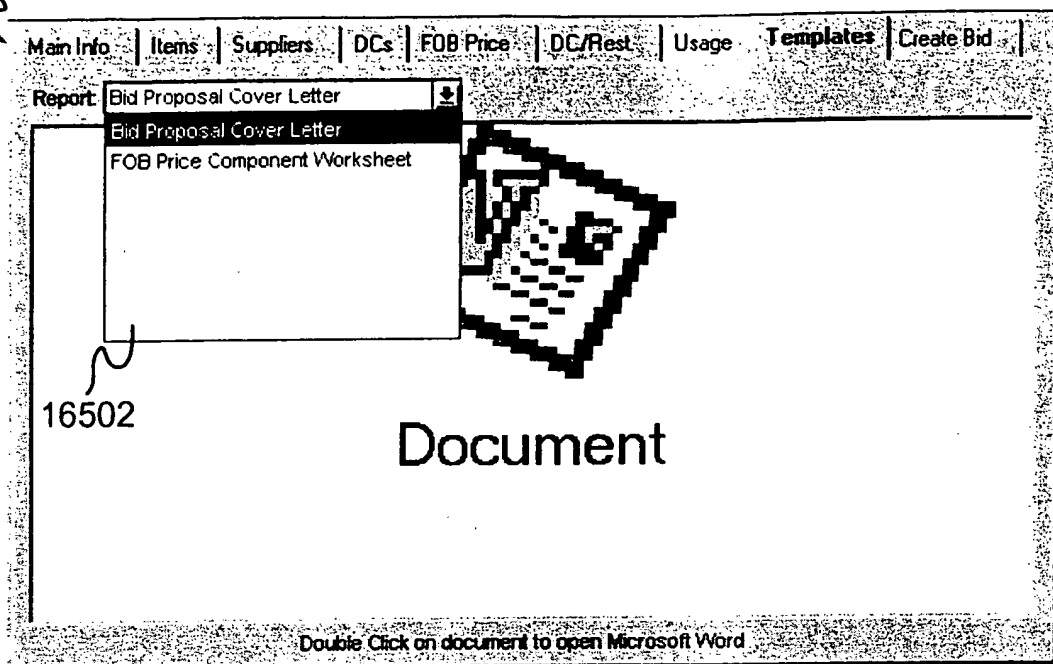 Main Info Items Suppliers DCs FOB Price DC/Rest Usage Templates Create Bid
Report: Bid Proposal Cover Letter
Bid Proposal Cover Letter
FOB Price Component Worksheet
16502
Document
Double Click on document to open Microsoft Word